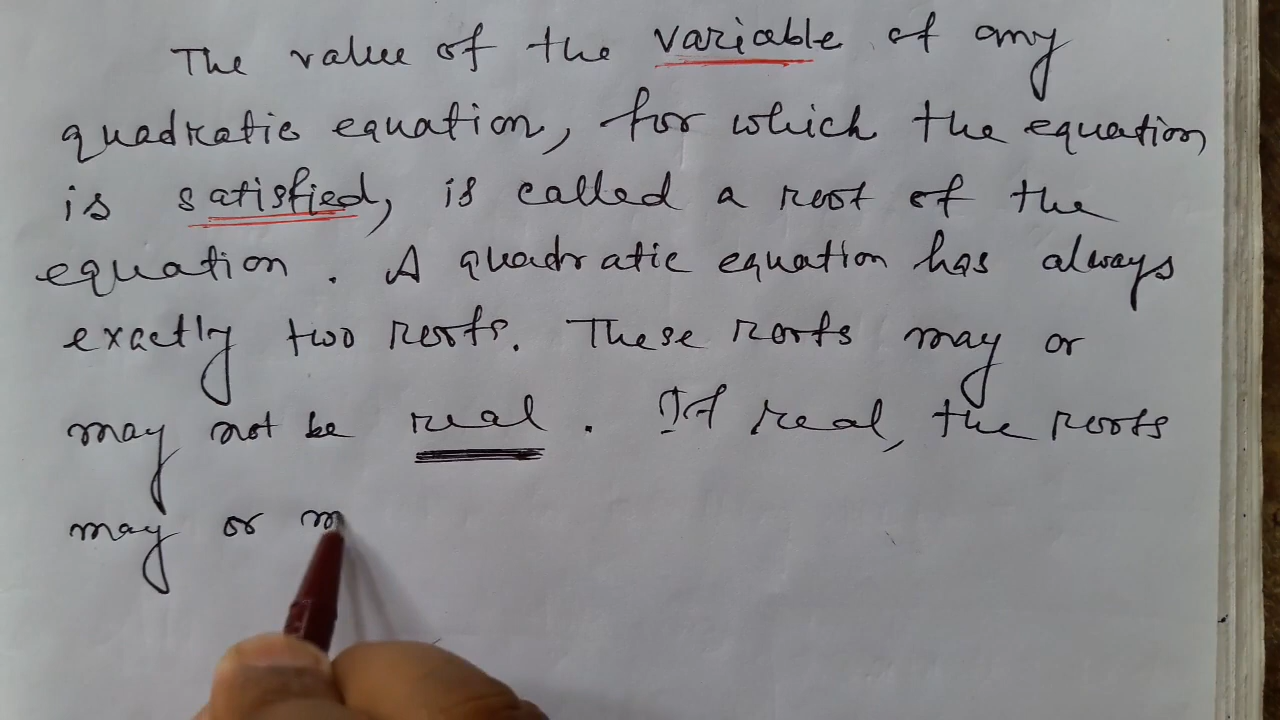 The value of the variable of any
quadratic equation, for which the equation
is satisfied, is called a root of the
equation. A quadratic equation has always
exactly two roots. These roots may or
may not be real. If real, the roots
may or m